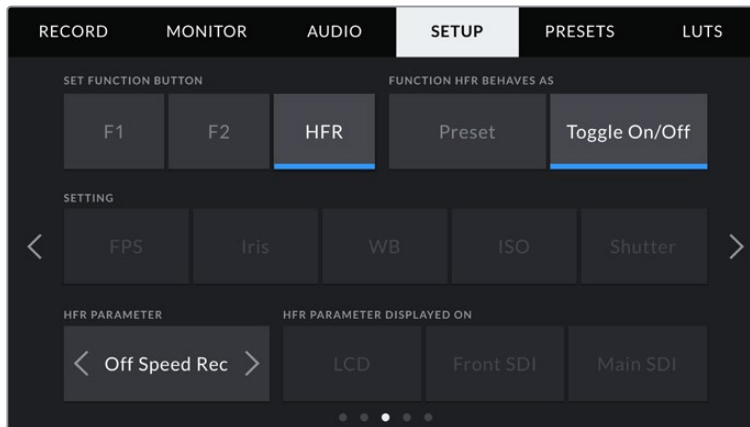 RECORD MONITOR AUDIO SETUP PRESETS LUTS
SET FUNCTION BUTTON FUNCTION HFR BEHAVES AS
F1 F2 HFR Preset Toggle On/Off
SETTING
FPS Iris WB ISO Shutter
HFR PARAMETER HFR PARAMETER DISPLAYED ON
Off Speed Rec LCD Front SDI Main SDI